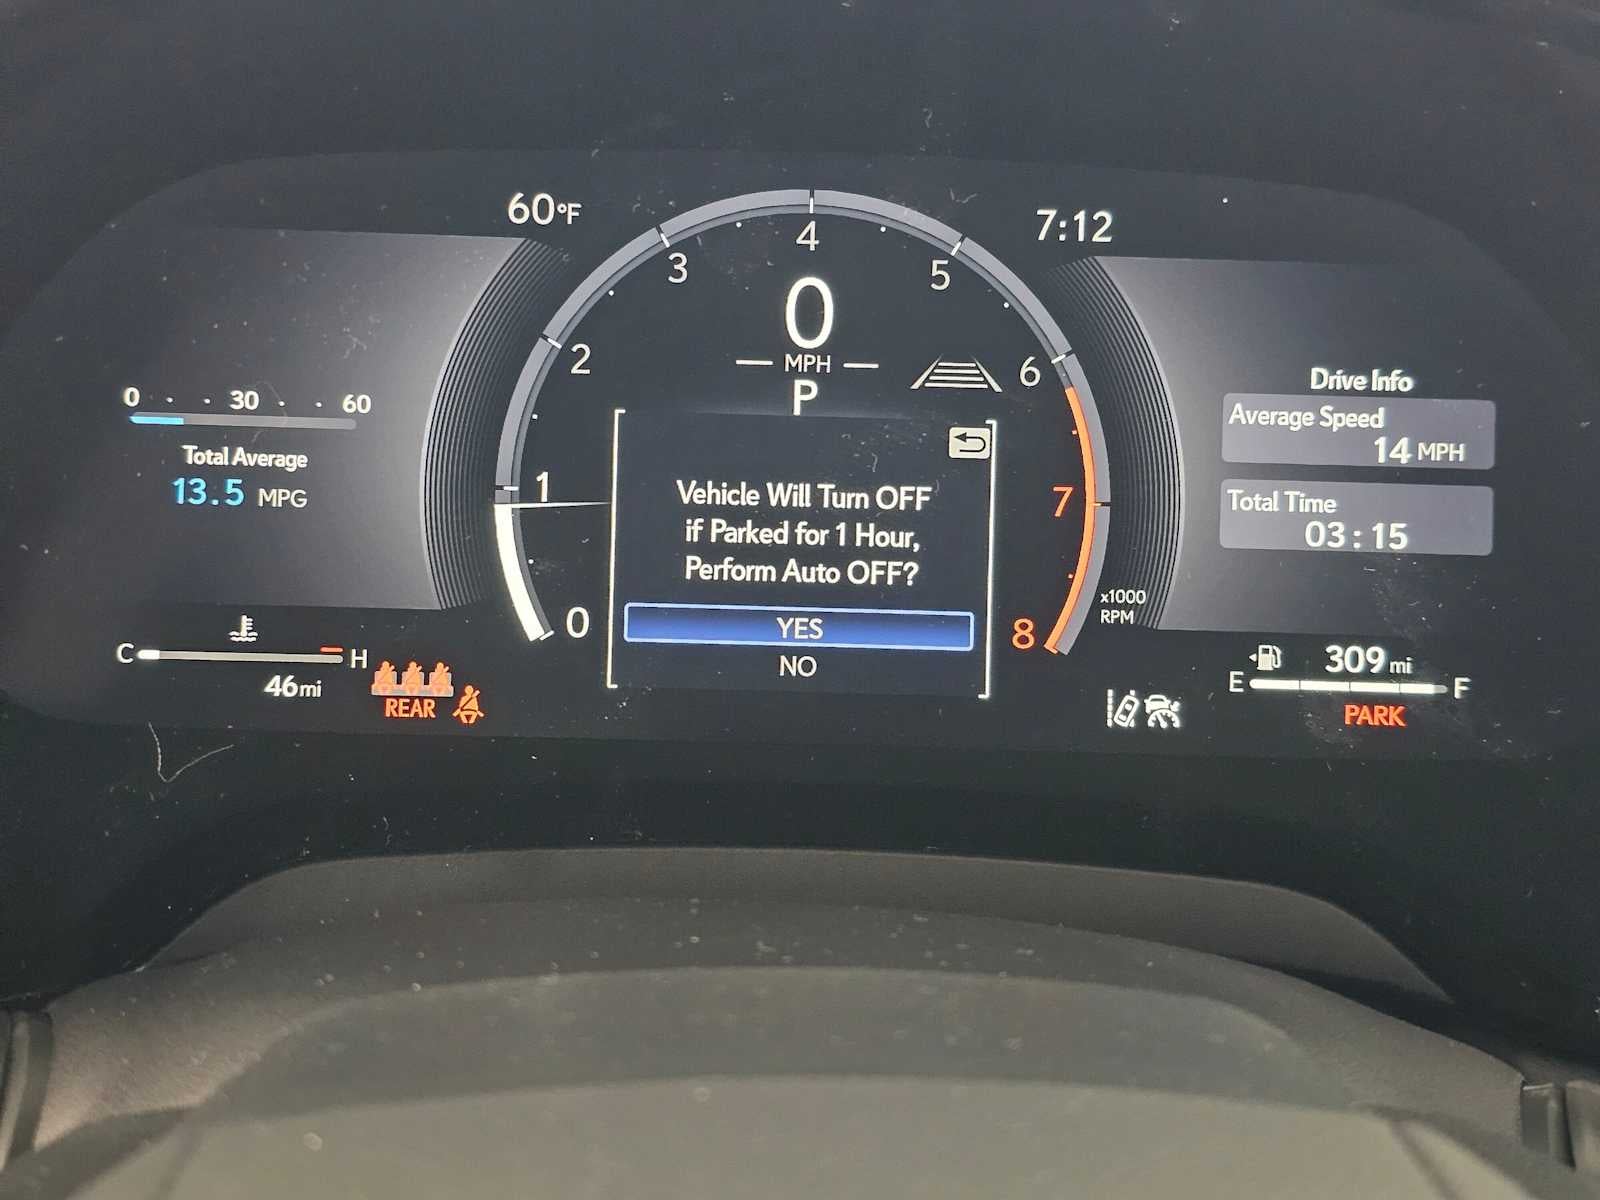 60°F
7:12
0
1
2
3
4
5
6
7
8
x1000
RPM
0
MPH
P
0 30 60
Total Average
13.5 MPG
C H
46 mi
REAR
Vehicle Will Turn OFF
if Parked for 1 Hour,
Perform Auto OFF?
YES
NO
Drive Info
Average Speed
14 MPH
Total Time
03:15
309 mi
E F
PARK